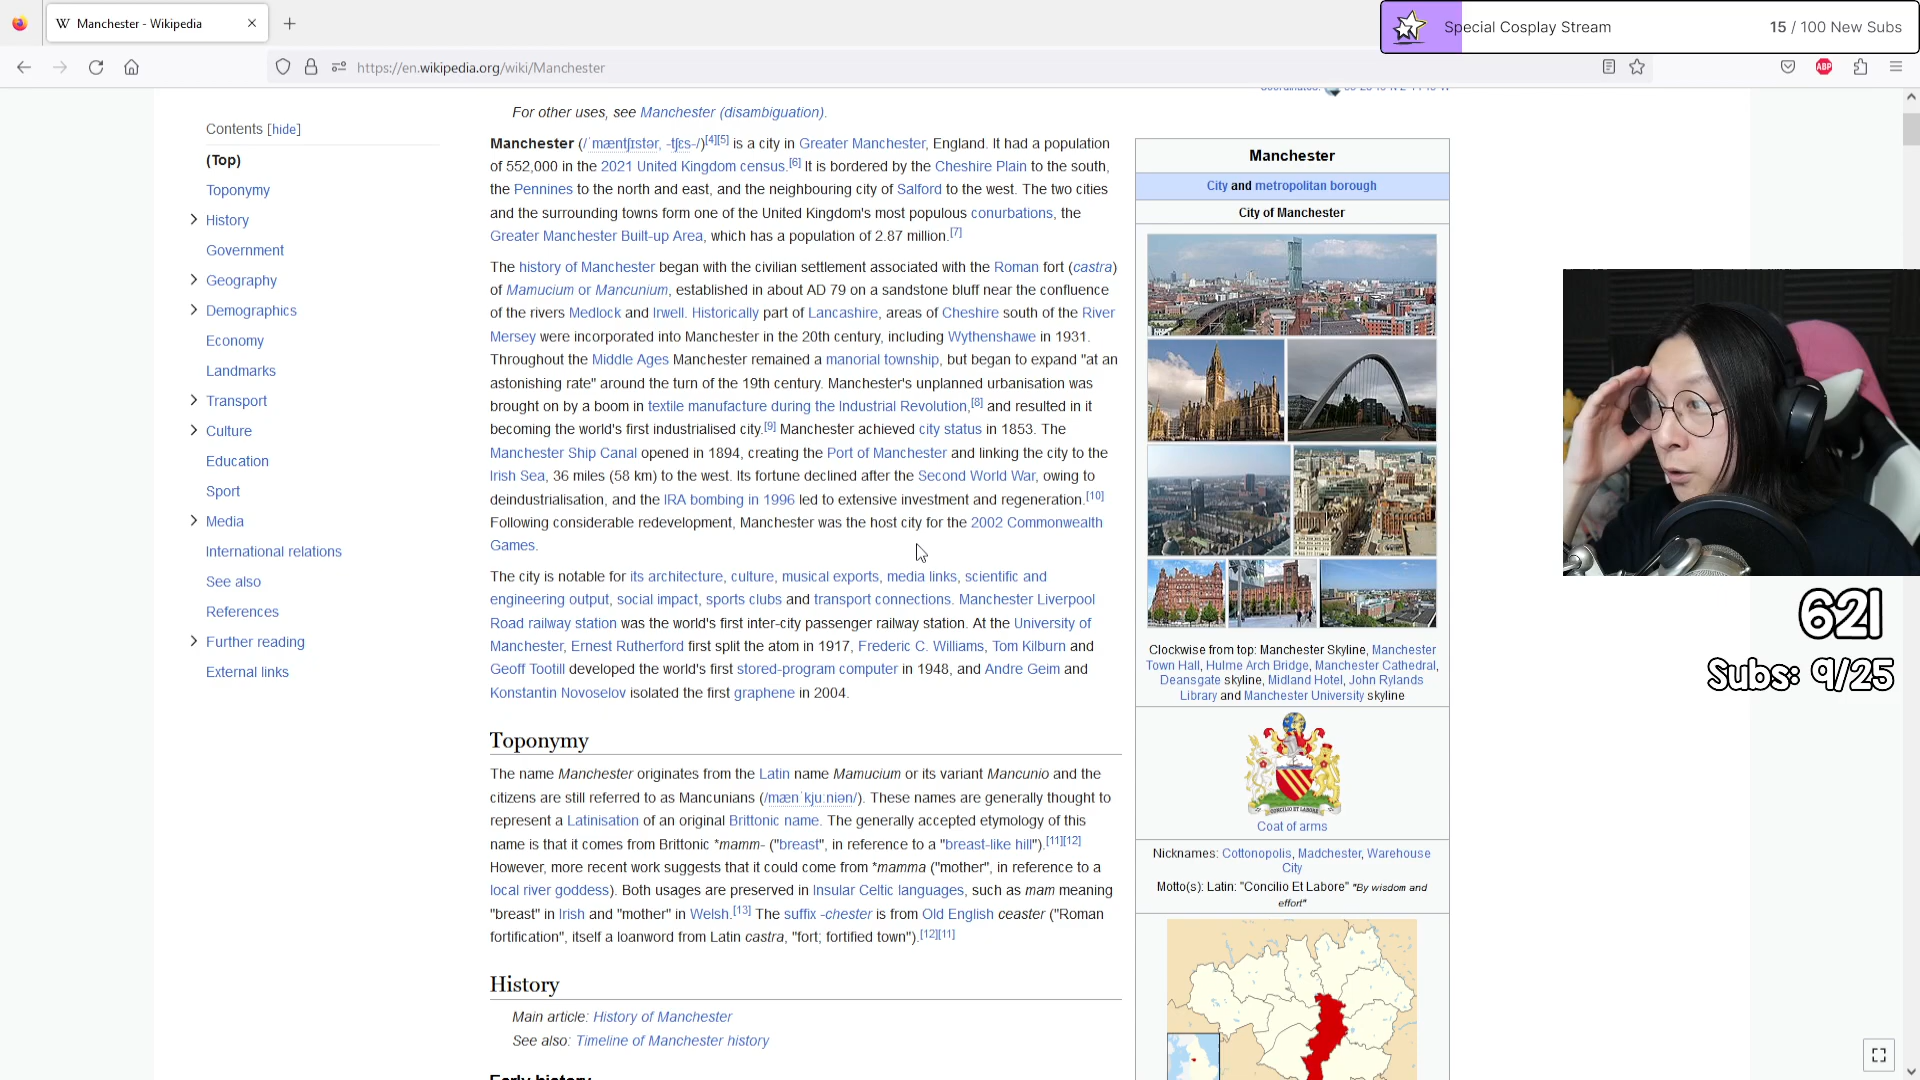 Manchester - Wikipedia
Special Cosplay Stream
15 / 100 New Subs
https://en.wikipedia.org/wiki/Manchester
ABP
For other uses, see Manchester (disambiguation).
Contents [hide]
(Top)
Toponymy
History
Government
Geography
Demographics
Economy
Landmarks
Transport
Culture
Education
Sport
Media
International relations
See also
References
Further reading
External links
Manchester (/ˈmæntʃɪstər, -tʃɛs-/)[4][5] is a city in Greater Manchester, England. It had a population
of 552,000 in the 2021 United Kingdom census.[6] It is bordered by the Cheshire Plain to the south,
the Pennines to the north and east, and the neighbouring city of Salford to the west. The two cities
and the surrounding towns form one of the United Kingdom's most populous conurbations, the
Greater Manchester Built-up Area, which has a population of 2.87 million.[7]
The history of Manchester began with the civilian settlement associated with the Roman fort (castra)
of Mamucium or Mancunium, established in about AD 79 on a sandstone bluff near the confluence
of the rivers Medlock and Irwell. Historically part of Lancashire, areas of Cheshire south of the River
Mersey were incorporated into Manchester in the 20th century, including Wythenshawe in 1931.
Throughout the Middle Ages Manchester remained a manorial township, but began to expand "at an
astonishing rate" around the turn of the 19th century. Manchester's unplanned urbanisation was
brought on by a boom in textile manufacture during the Industrial Revolution,[8] and resulted in it
becoming the world's first industrialised city.[9] Manchester achieved city status in 1853. The
Manchester Ship Canal opened in 1894, creating the Port of Manchester and linking the city to the
Irish Sea, 36 miles (58 km) to the west. Its fortune declined after the Second World War, owing to
deindustrialisation, and the IRA bombing in 1996 led to extensive investment and regeneration.[10]
Following considerable redevelopment, Manchester was the host city for the 2002 Commonwealth
Games.
The city is notable for its architecture, culture, musical exports, media links, scientific and
engineering output, social impact, sports clubs and transport connections. Manchester Liverpool
Road railway station was the world's first inter-city passenger railway station. At the University of
Manchester, Ernest Rutherford first split the atom in 1917, Frederic C. Williams, Tom Kilburn and
Geoff Tootill developed the world's first stored-program computer in 1948, and Andre Geim and
Konstantin Novoselov isolated the first graphene in 2004.
Toponymy
The name Manchester originates from the Latin name Mamucium or its variant Mancunio and the
citizens are still referred to as Mancunians (/mænˈkjuːniən/). These names are generally thought to
represent a Latinisation of an original Brittonic name. The generally accepted etymology of this
name is that it comes from Brittonic *mamm- ("breast", in reference to a "breast-like hill").[11][12]
However, more recent work suggests that it could come from *mamma ("mother", in reference to a
local river goddess). Both usages are preserved in Insular Celtic languages, such as mam meaning
"breast" in Irish and "mother" in Welsh.[13] The suffix -chester is from Old English ceaster ("Roman
fortification", itself a loanword from Latin castra, "fort; fortified town").[12][11]
History
Main article: History of Manchester
See also: Timeline of Manchester history
Early history
Manchester
City and metropolitan borough
City of Manchester
Clockwise from top: Manchester Skyline, Manchester
Town Hall, Hulme Arch Bridge, Manchester Cathedral,
Deansgate skyline, Midland Hotel, John Rylands
Library and Manchester University skyline
CONCILIO ET LABORE
Coat of arms
Nicknames: Cottonopolis, Madchester, Warehouse
City
Motto(s): Latin: "Concilio Et Labore" "By wisdom and
effort"
621
Subs: 9/25